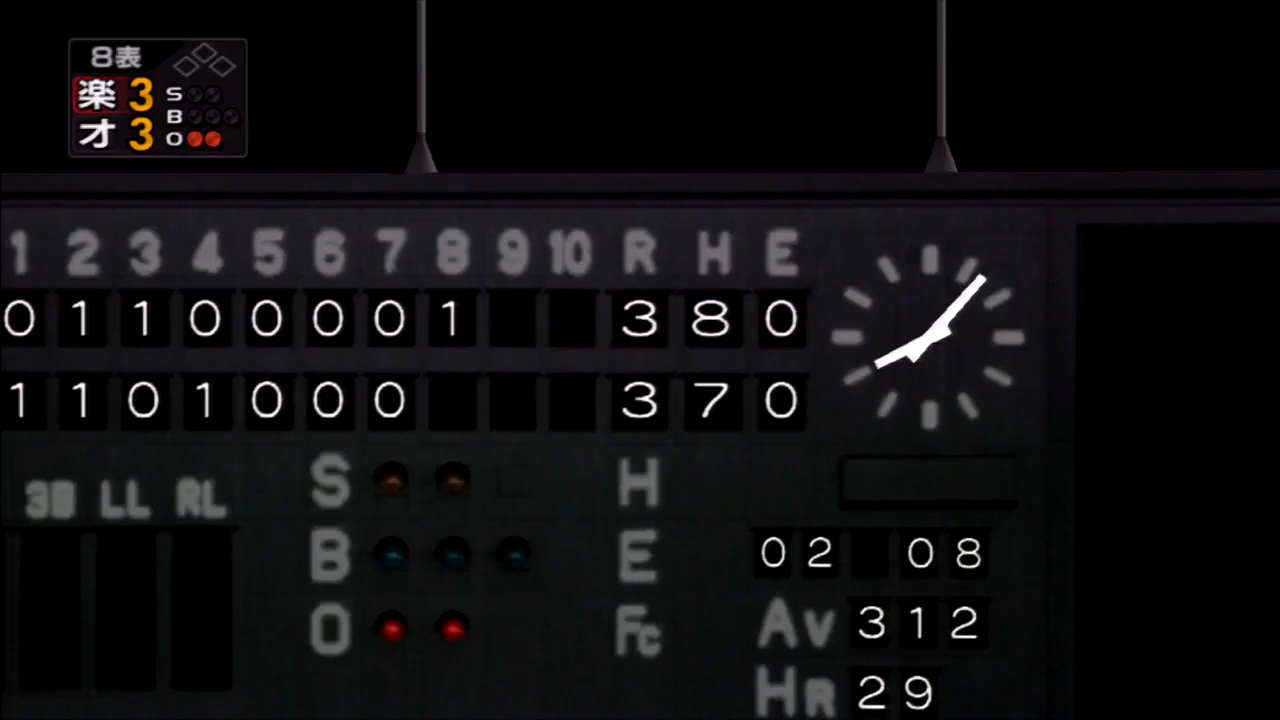 8表
楽 3 S
B
オ 3 O
1 2 3 4 5 6 7 8 9 10 R H E
0 1 1 0 0 0 0 1 3 8 0
1 1 0 1 0 0 0 3 7 0
3B LL RL S H
B E 02 08
O Fc Av 312
HR 29